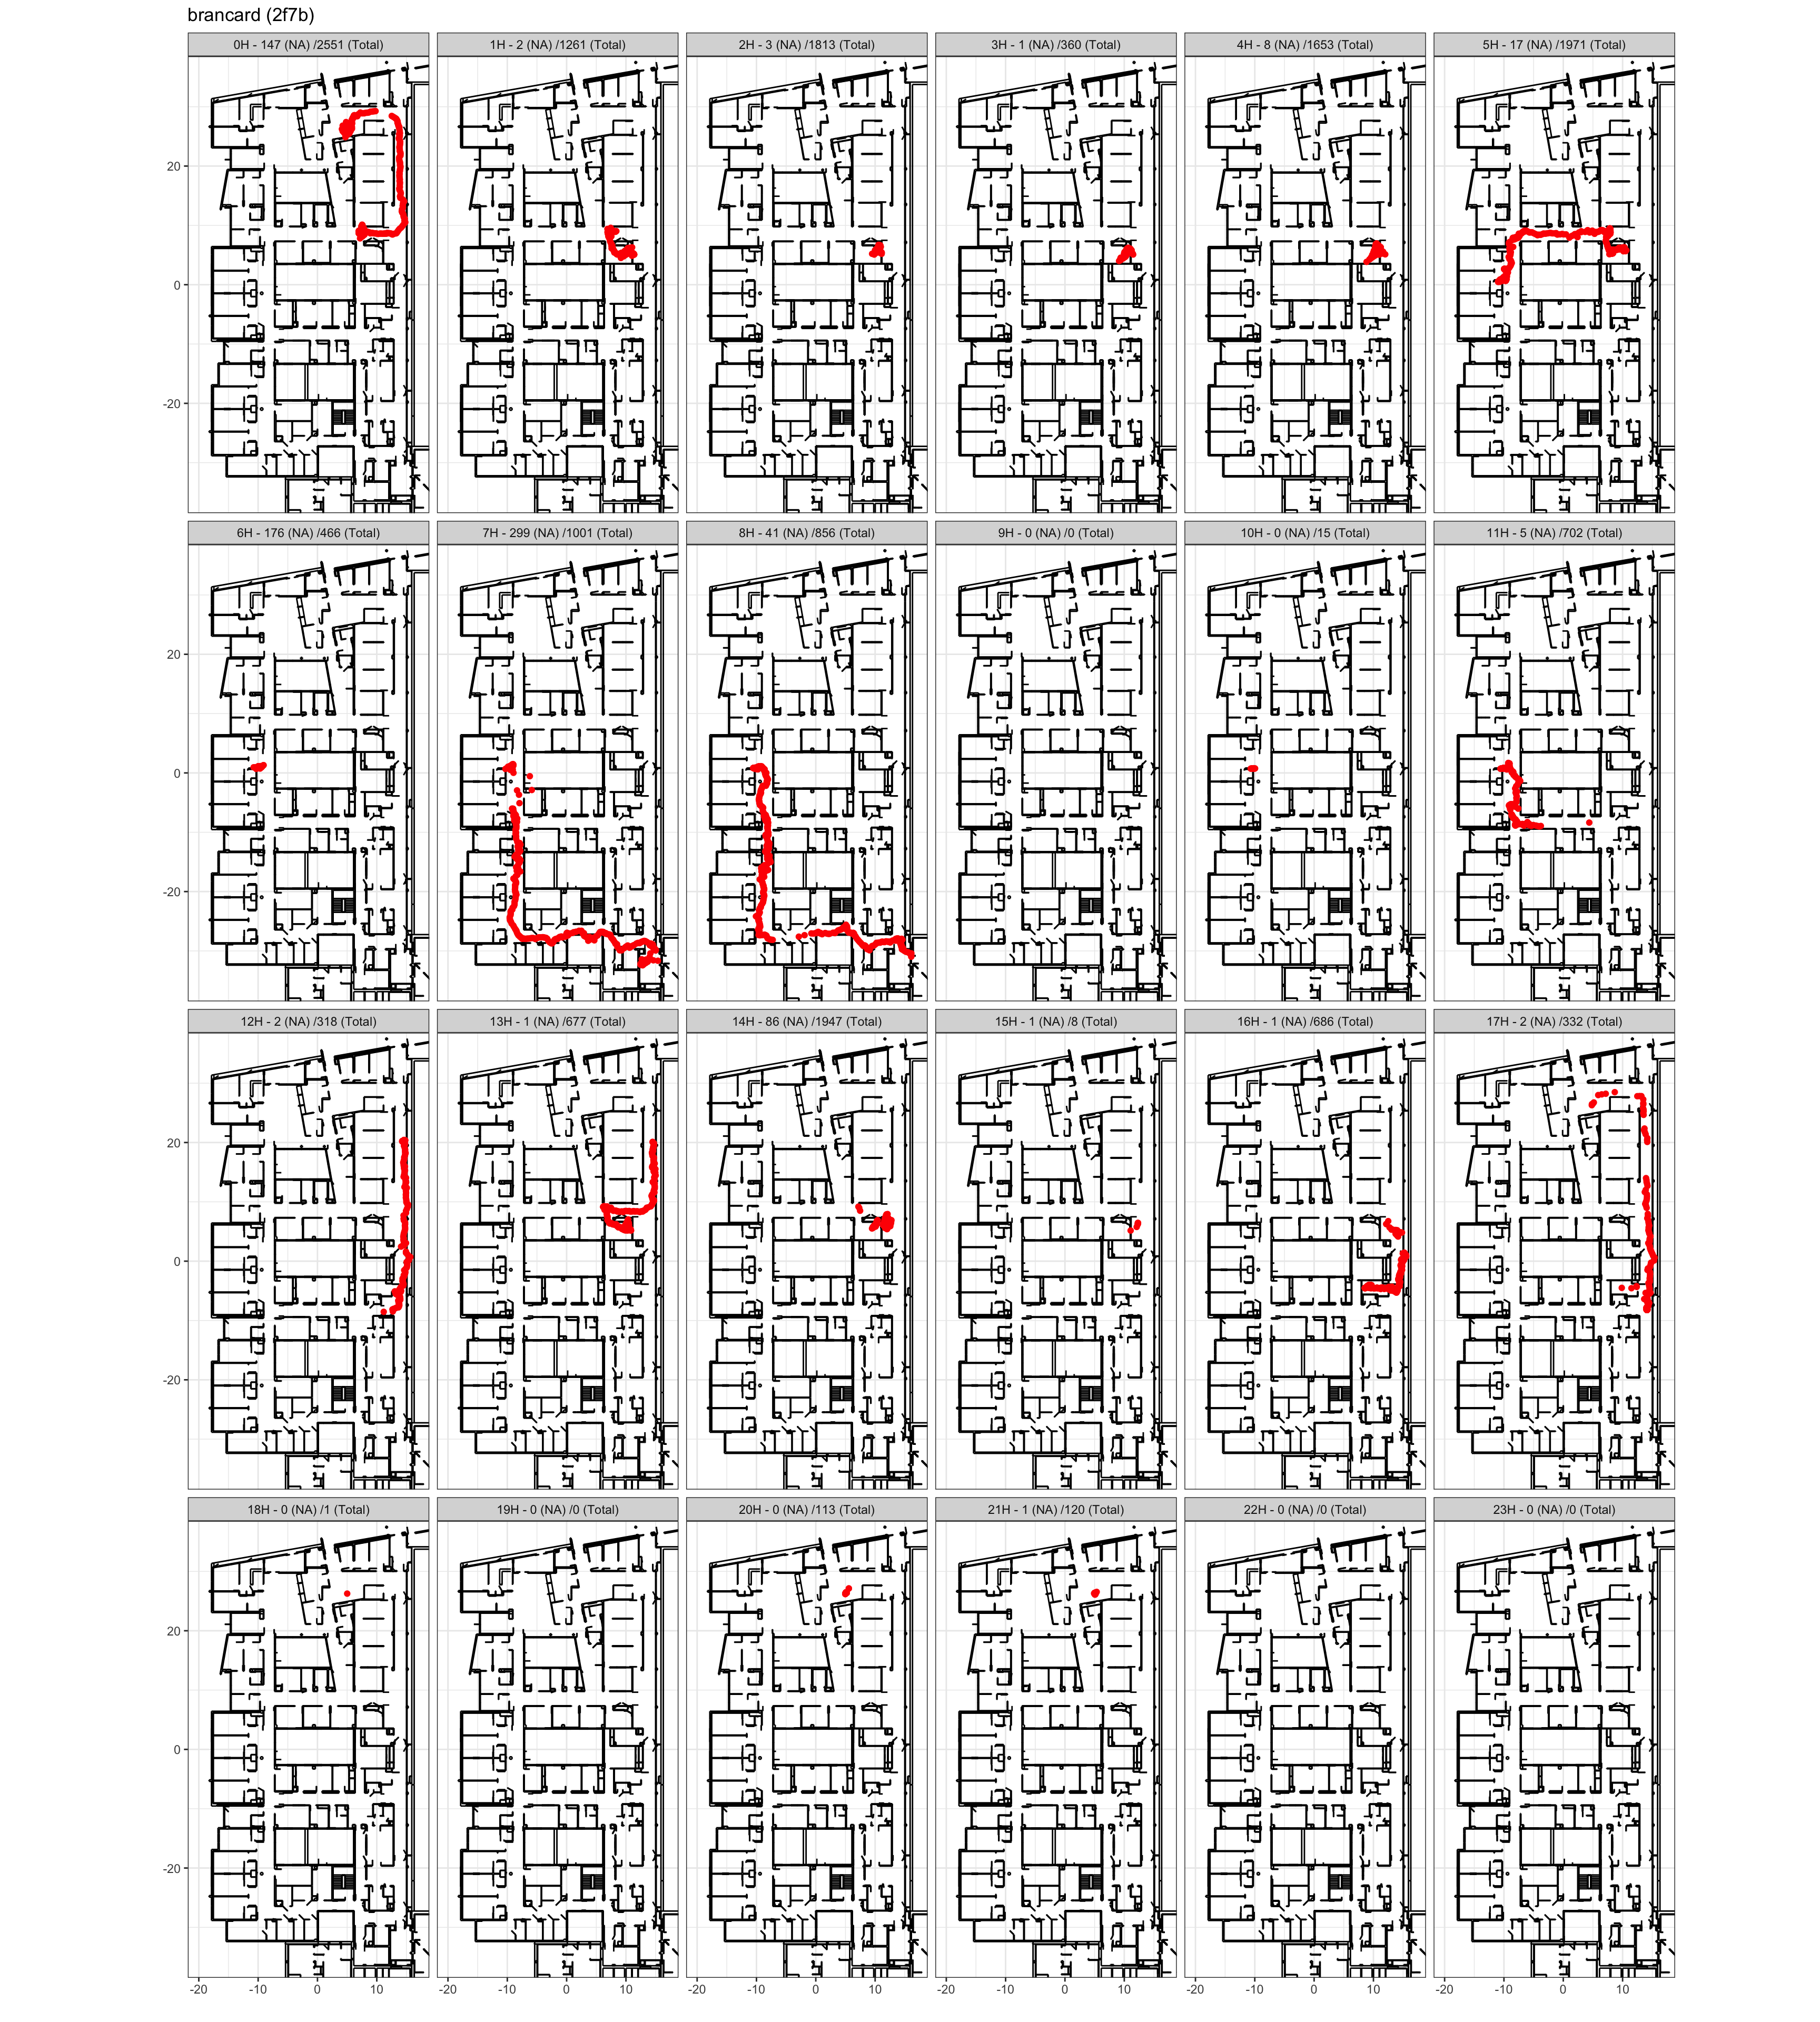 brancard (2f7b)
0H - 147 (NA) /2551 (Total)
1H - 2 (NA) /1261 (Total)
2H - 3 (NA) /1813 (Total)
3H - 1 (NA) /360 (Total)
4H - 8 (NA) /1653 (Total)
5H - 17 (NA) /1971 (Total)
20
0
-20
6H - 176 (NA) /466 (Total)
7H - 299 (NA) /1001 (Total)
8H - 41 (NA) /856 (Total)
9H - 0 (NA) /0 (Total)
10H - 0 (NA) /15 (Total)
11H - 5 (NA) /702 (Total)
20
0
-20
12H - 2 (NA) /318 (Total)
13H - 1 (NA) /677 (Total)
14H - 86 (NA) /1947 (Total)
15H - 1 (NA) /8 (Total)
16H - 1 (NA) /686 (Total)
17H - 2 (NA) /332 (Total)
20
0
-20
18H - 0 (NA) /1 (Total)
19H - 0 (NA) /0 (Total)
20H - 0 (NA) /113 (Total)
21H - 1 (NA) /120 (Total)
22H - 0 (NA) /0 (Total)
23H - 0 (NA) /0 (Total)
20
0
-20
-20 -10 0 10
-20 -10 0 10
-20 -10 0 10
-20 -10 0 10
-20 -10 0 10
-20 -10 0 10